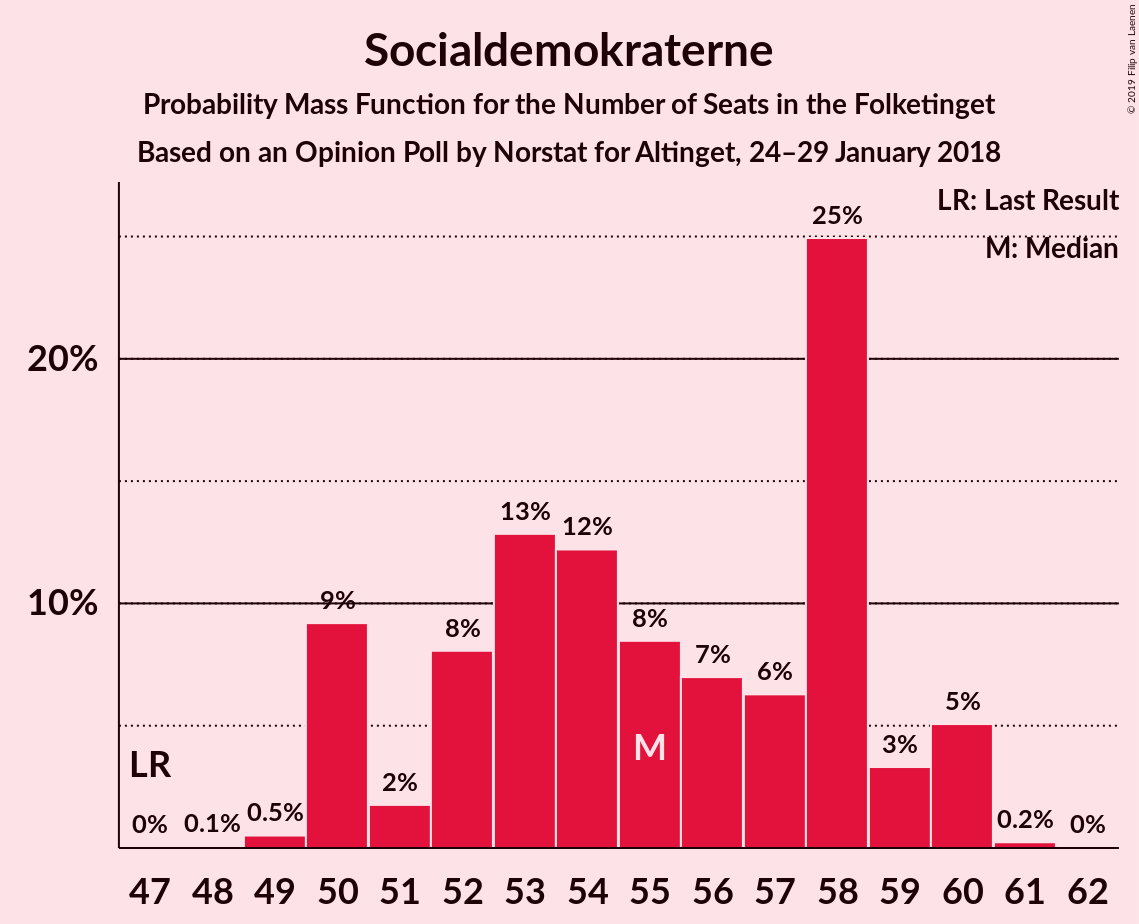 © 2019 Filip van Laenen
Socialdemokraterne
Probability Mass Function for the Number of Seats in the Folketinget
Based on an Opinion Poll by Norstat for Altinget, 24–29 January 2018
LR: Last Result
M: Median
20%
10%
0% 0.1% 0.5% 9% 2% 8% 13% 12% 8% 7% 6% 25% 3% 5% 0.2% 0%
LR
M
47 48 49 50 51 52 53 54 55 56 57 58 59 60 61 62